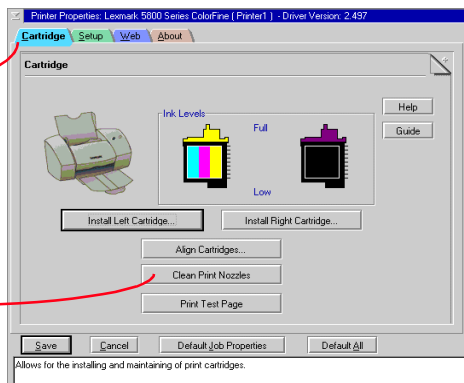 Printer Properties: Lexmark 5800 Series ColorFine ( Printer1 ) - Driver Version: 2.497
Cartridge Setup Web About
Cartridge
Ink Levels
Full
Low
Help
Guide
Install Left Cartridge...
Install Right Cartridge...
Align Cartridges...
Clean Print Nozzles
Print Test Page
Save Cancel Default Job Properties Default All
Allows for the installing and maintaining of print cartridges.